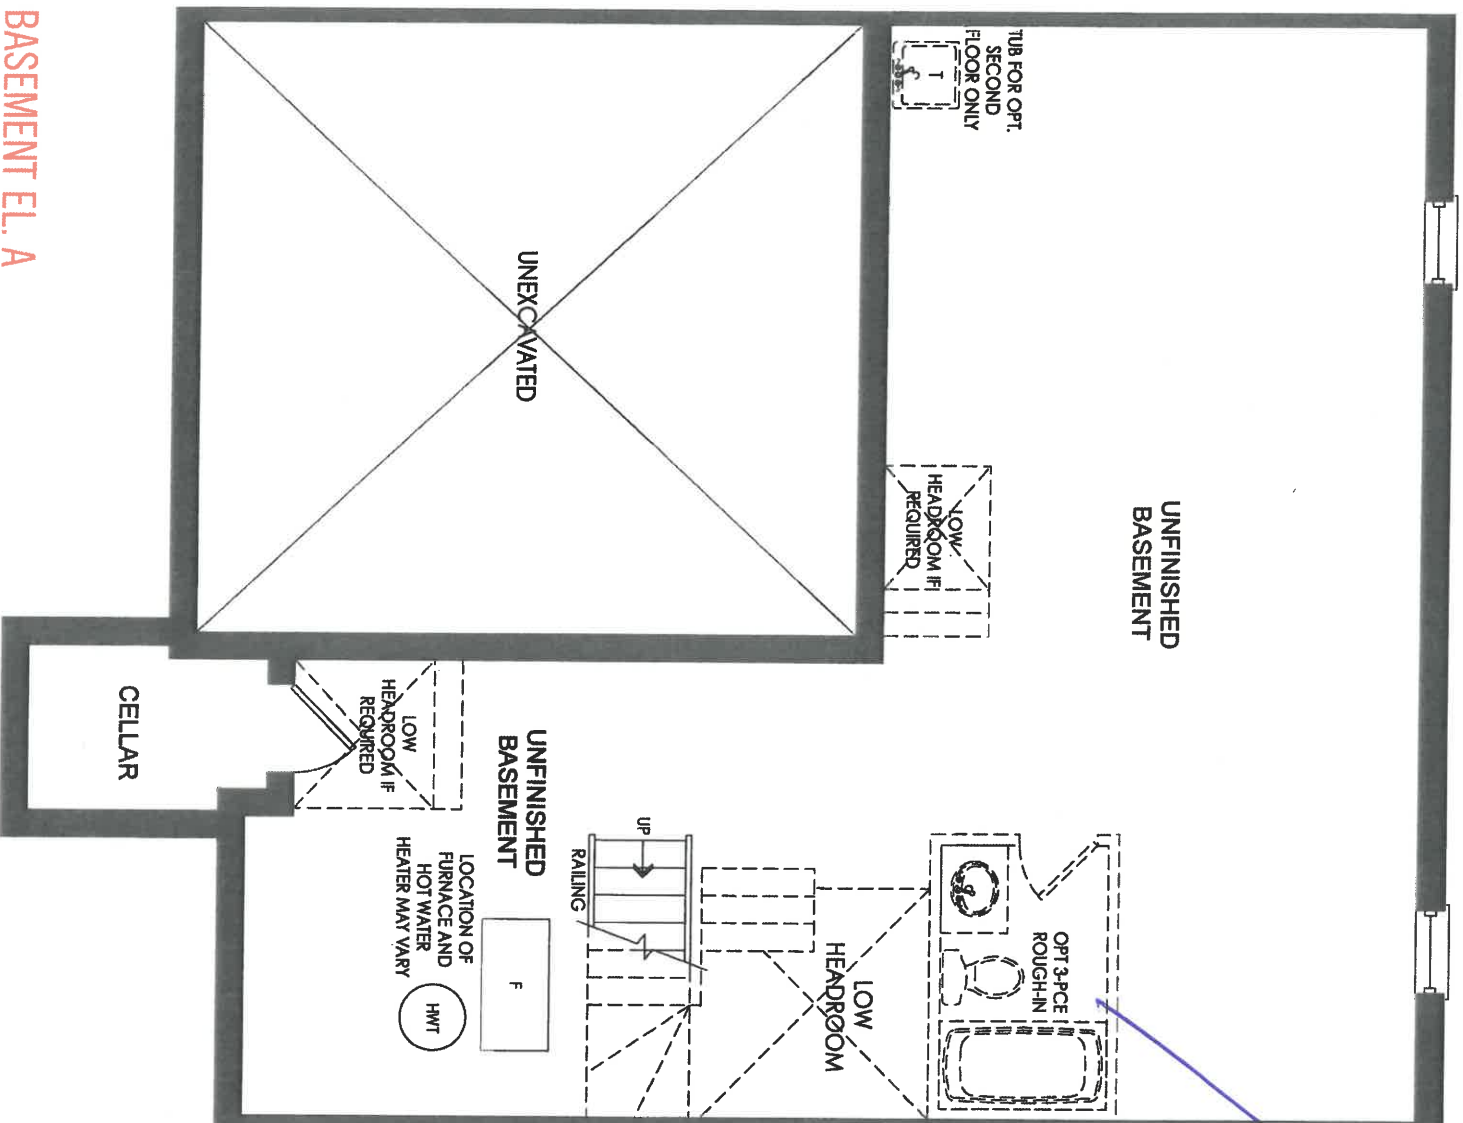 BASEMENT EL. A
TUB FOR OPT.
SECOND
FLOOR ONLY
T
UNEXCAVATED
LOW
HEADROOM IF
REQUIRED
UNFINISHED
BASEMENT
CELLAR
LOW
HEADROOM IF
REQUIRED
UNFINISHED
BASEMENT
UP
RAILING
LOCATION OF
FURNACE AND
HOT WATER
HEATER MAY VARY
F
HWT
LOW
HEADROOM
OPT 3-PCE
ROUGH-IN